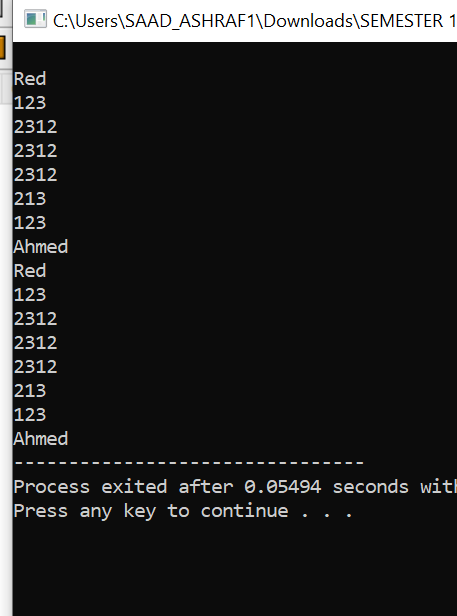 C:\Users\SAAD_ASHRAF1\Downloads\SEMESTER 1
Red
123
2312
2312
2312
213
123
Ahmed
Red
123
2312
2312
2312
213
123
Ahmed
--------------------------------
Process exited after 0.05494 seconds with
Press any key to continue . . .